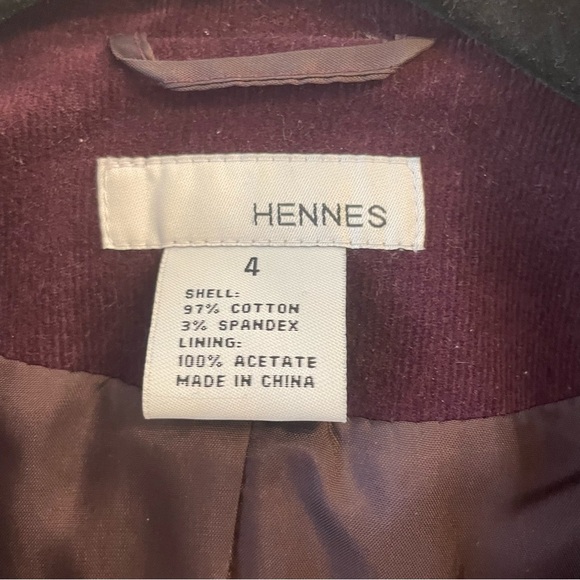 HENNES
4
SHELL:
97% COTTON
3% SPANDEX
LINING:
100% ACETATE
MADE IN CHINA